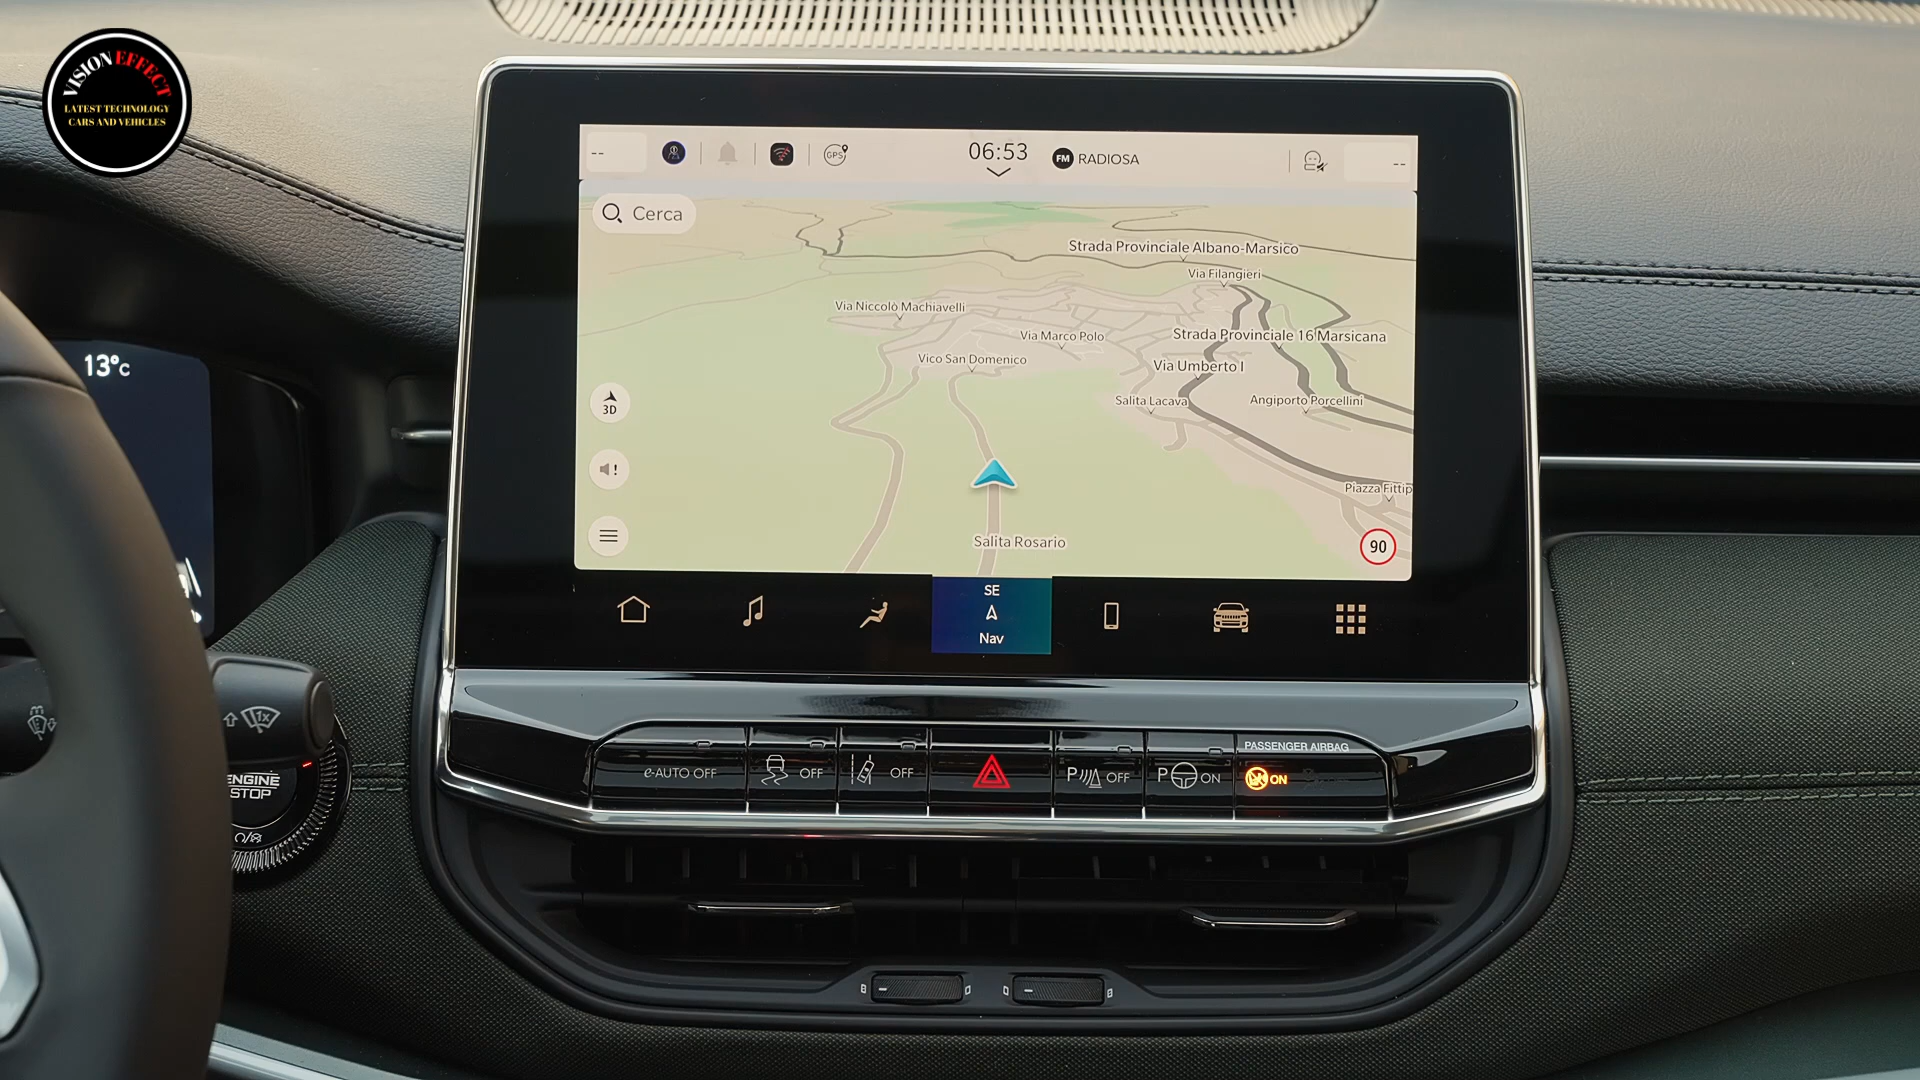 VISION EFFECT
LATEST TECHNOLOGY
CARS AND VEHICLES
-- GPS 06:53 FM RADIOSA --
Cerca
Strada Provinciale Albano-Marsico
Via Filangieri
Via Niccolò Machiavelli
Via Marco Polo
Strada Provinciale 16 Marsicana
Vico San Domenico
Via Umberto I
13°C
Salita Lacava
Angiporto Porcellini
3D
!
Piazza Fittip
Salita Rosario
90
SE
Nav
1x
ENGINE
STOP
PASSENGER AIRBAG
e-AUTO OFF
OFF
OFF
P OFF
P ON
ON